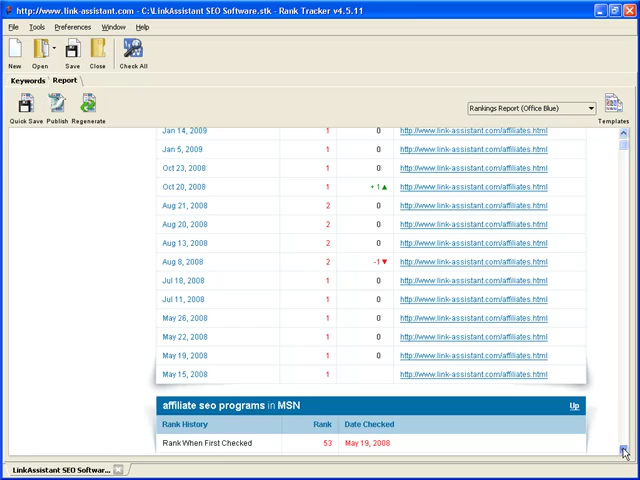 http://www.link-assistant.com - C:\LinkAssistant SEO Software.stk - Rank Tracker v4.5.11
File Tools Preferences Window Help
New Open Save Close Check All
Keywords Report
Quick Save Publish Regenerate Rankings Report (Office Blue) Templates
Jan 14, 2009 1 0 http://www.link-assistant.com/affiliates.html
Jan 5, 2009 1 0 http://www.link-assistant.com/affiliates.html
Oct 23, 2008 1 0 http://www.link-assistant.com/affiliates.html
Oct 20, 2008 1 +1 http://www.link-assistant.com/affiliates.html
Aug 21, 2008 2 0 http://www.link-assistant.com/affiliates.html
Aug 20, 2008 2 0 http://www.link-assistant.com/affiliates.html
Aug 13, 2008 2 0 http://www.link-assistant.com/affiliates.html
Aug 8, 2008 2 -1 http://www.link-assistant.com/affiliates.html
Jul 18, 2008 1 0 http://www.link-assistant.com/affiliates.html
Jul 11, 2008 1 0 http://www.link-assistant.com/affiliates.html
May 26, 2008 1 0 http://www.link-assistant.com/affiliates.html
May 22, 2008 1 0 http://www.link-assistant.com/affiliates.html
May 19, 2008 1 0 http://www.link-assistant.com/affiliates.html
May 15, 2008 1 http://www.link-assistant.com/affiliates.html
affiliate seo programs in MSN Up
Rank History Rank Date Checked
Rank When First Checked 53 May 19, 2008
LinkAssistant SEO Softwar...